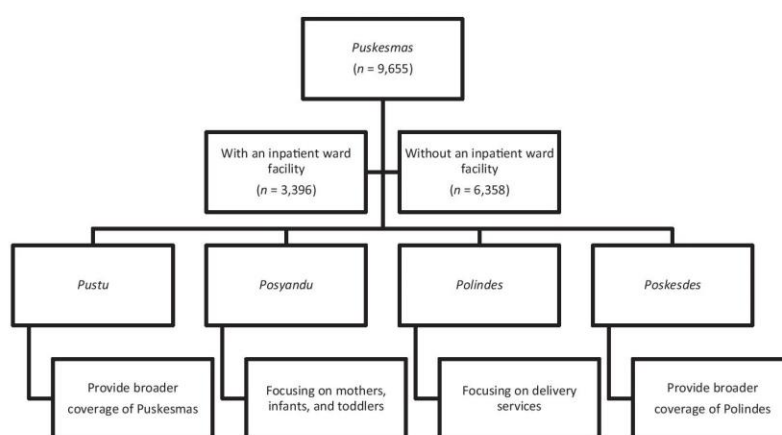 Puskesmas
(n = 9,655)
With an inpatient ward
facility
(n = 3,396)
Without an inpatient ward
facility
(n = 6,358)
Pustu
Posyandu
Polindes
Poskesdes
Provide broader
coverage of Puskesmas
Focusing on mothers,
infants, and toddlers
Focusing on delivery
services
Provide broader
coverage of Polindes